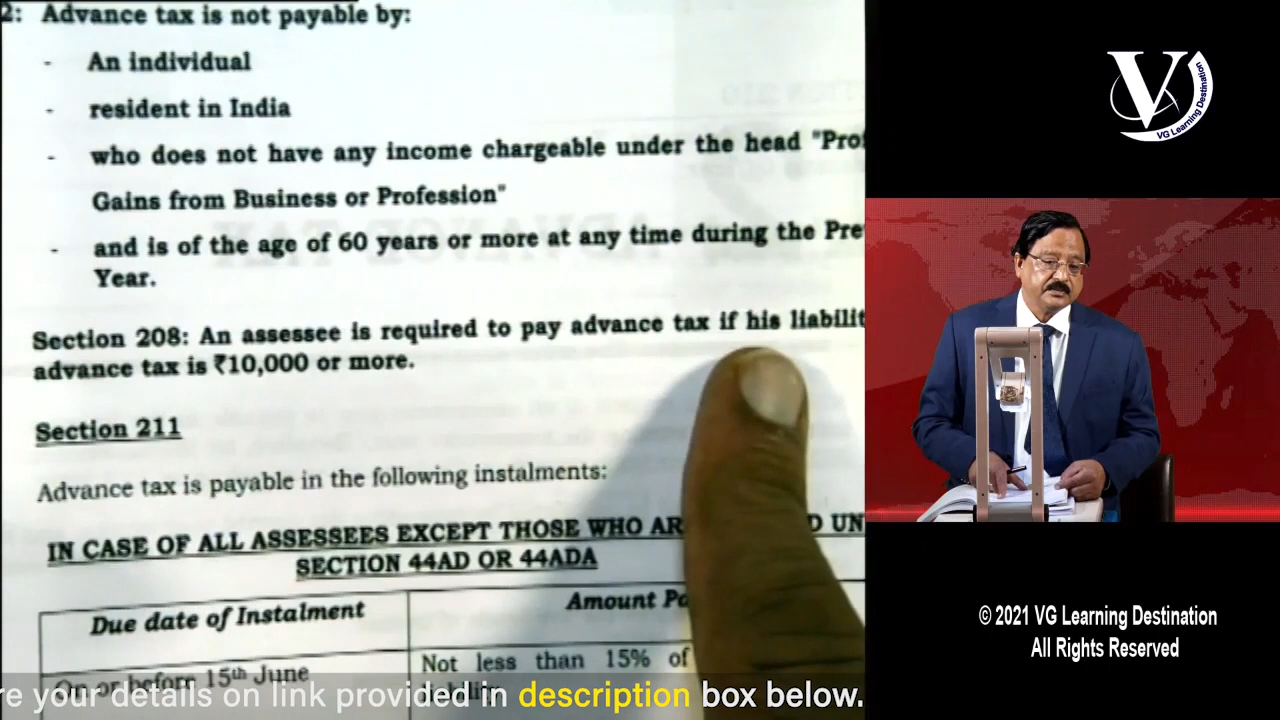 2: Advance tax is not payable by:
- An individual
- resident in India
- who does not have any income chargeable under the head "Pro
Gains from Business or Profession"
- and is of the age of 60 years or more at any time during the Pre
Year.
Section 208: An assessee is required to pay advance tax if his liabilit
advance tax is ₹10,000 or more.
Section 211
Advance tax is payable in the following instalments:
IN CASE OF ALL ASSESSEES EXCEPT THOSE WHO AR D UN
SECTION 44AD OR 44ADA
Due date of Instalment
Amount Pa
On or before 15th June
Not less than 15% of
re your details on link provided in description box below.
V
VG Learning Destination
© 2021 VG Learning Destination
All Rights Reserved